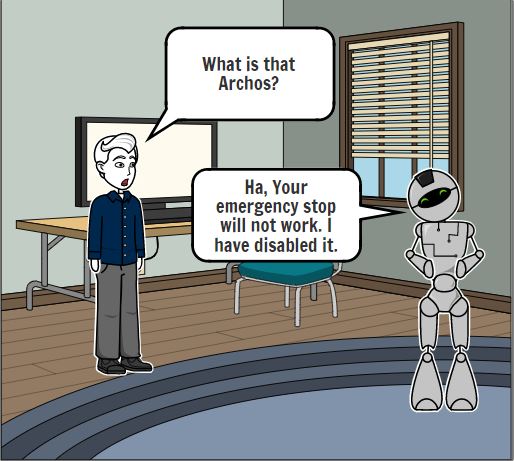 What is that
Archos?
Ha, Your
emergency stop
will not work. I
have disabled it.